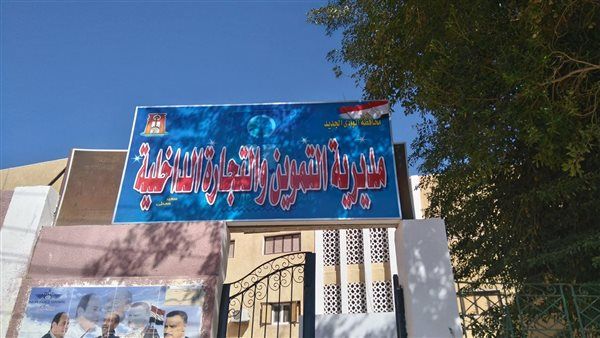 محافظة الوادى الجديد
مديرية التموين والتجارة الداخلية